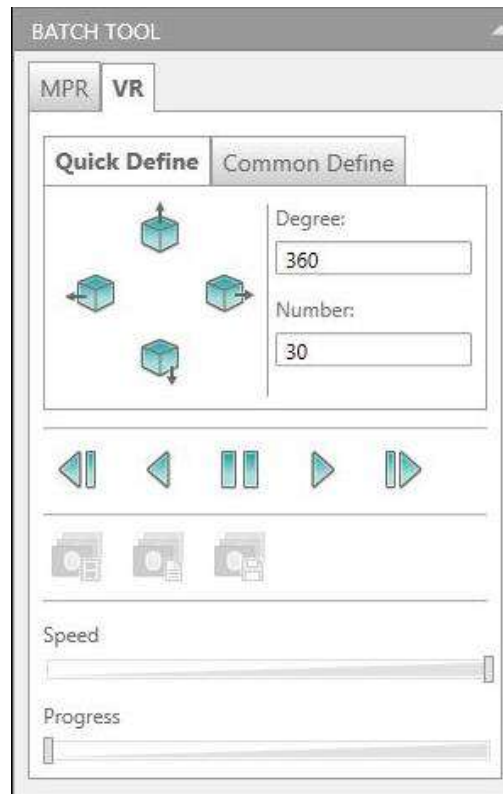 BATCH TOOL
MPR VR
Quick Define Common Define
Degree:
360
Number:
30
Speed
Progress